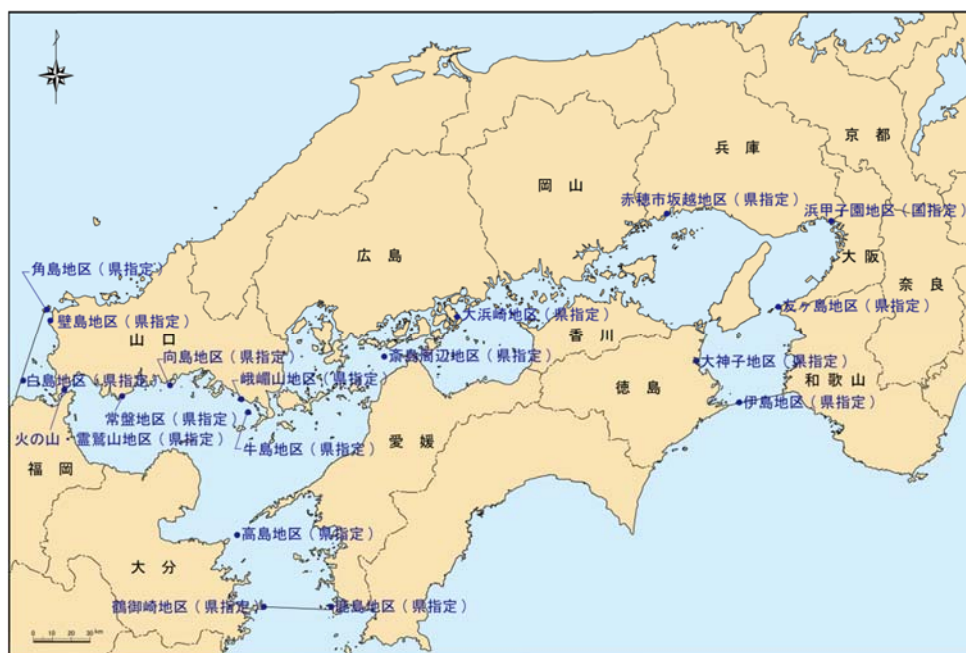 兵 庫
京 都
岡 山
赤穂市坂越地区（県指定）
浜甲子園地区（国指定）
広 島
大 阪
奈 良
角島地区（県指定）
友ヶ島地区（県指定）
壁島地区（県指定）
大浜崎地区（県指定）
山 口
香 川
向島地区（県指定）
斎島周辺地区（県指定）
大神子地区（県指定）
白島地区（県指定）
峨嵋山地区（県指定）
徳 島
和 歌 山
伊島地区（県指定）
常盤地区（県指定）
火の山・霊鷲山地区（県指定）
愛 媛
牛島地区（県指定）
福 岡
高島地区（県指定）
大 分
鶴御崎地区（県指定）
鹿島地区（県指定）
0 10 20 30 km